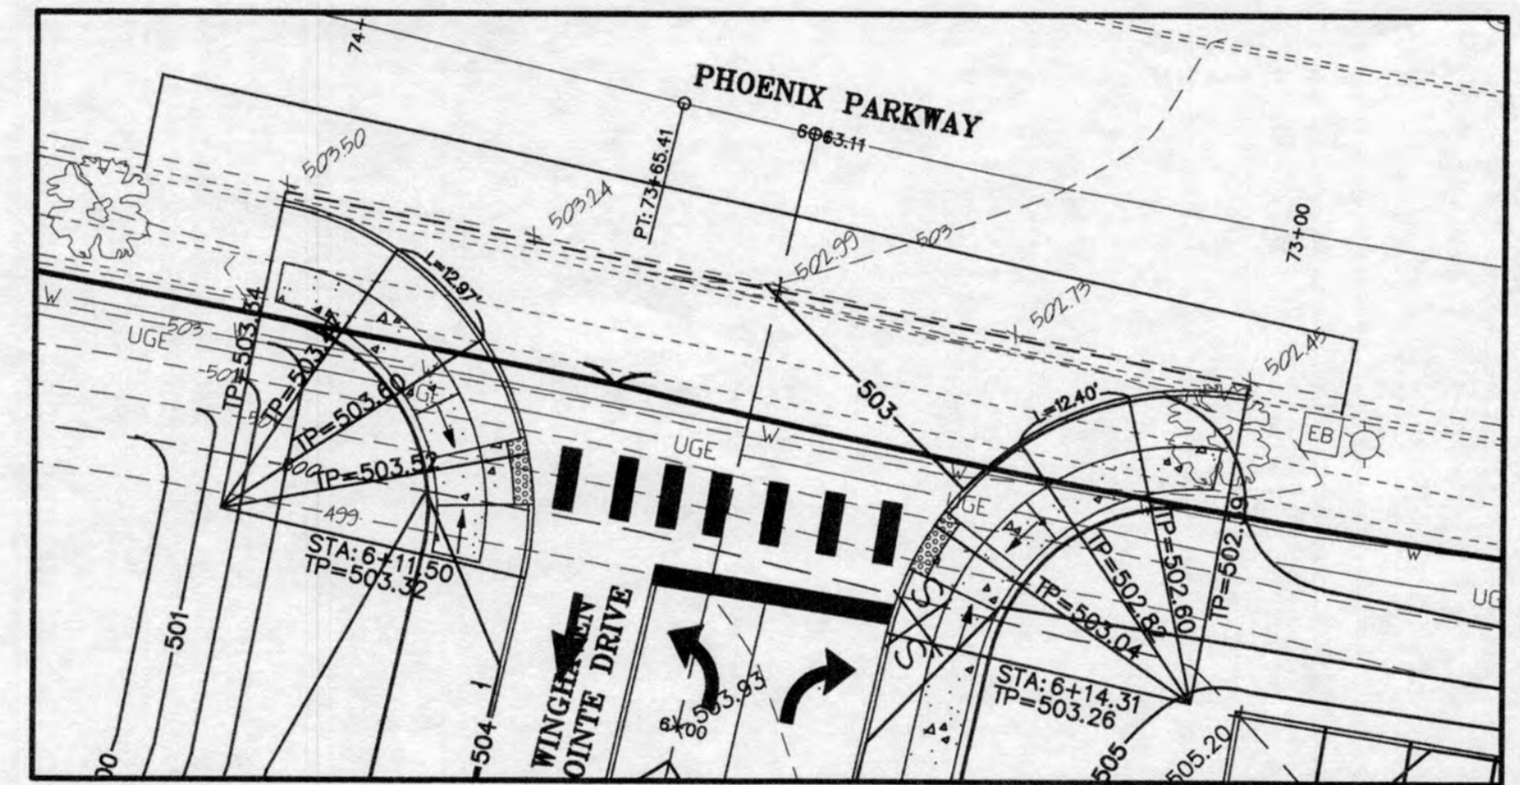 74
PHOENIX PARKWAY
6+63.11
PT: 73+65.41
73+00
503.50
503.24
502.99
503
502.73
502.45
L=12.97'
L=12.40'
W
UGE
503
TP=503.54
TP=503.60
TP=503.52
499
STA: 6+11.50
TP=503.32
UGE
W
503
EB
W
UGE
W
UG
TP=502.82
TP=502.60
TP=503.04
STA: 6+14.31
TP=503.26
S
S
S
501
504
POINTE DRIVE
503.93
6+00
505
505.20
00